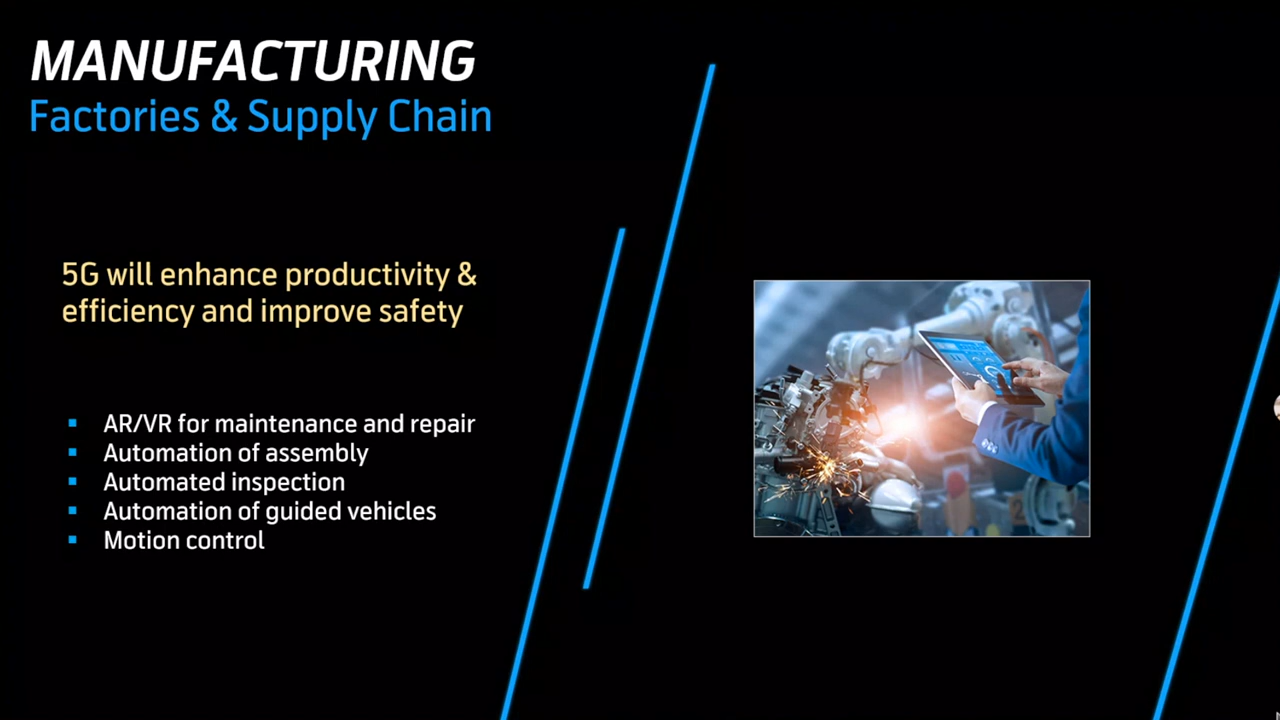 MANUFACTURING
Factories & Supply Chain
5G will enhance productivity &
efficiency and improve safety
AR/VR for maintenance and repair
Automation of assembly
Automated inspection
Automation of guided vehicles
Motion control